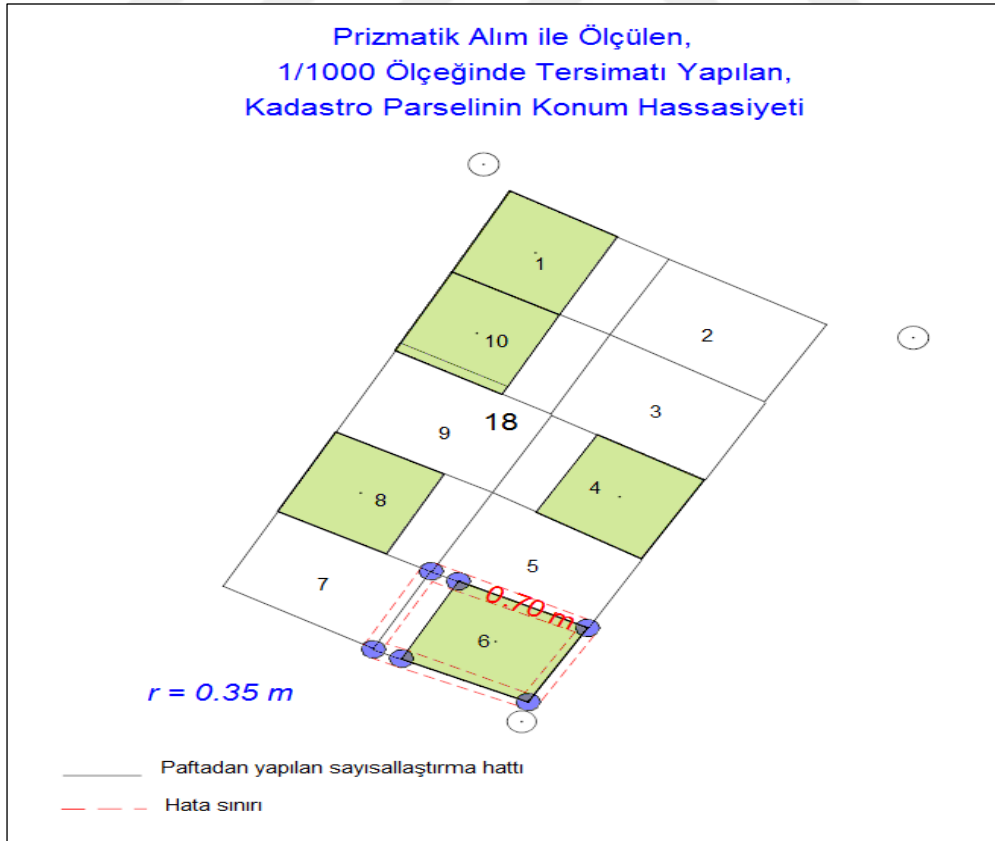 Prizmatik Alım ile Ölçülen,
1/1000 Ölçeğinde Tersimatı Yapılan,
Kadastro Parselinin Konum Hassasiyeti
1
2
10
3
9
18
4
8
5
7
0.70 m
6
r = 0.35 m
Paftadan yapılan sayısallaştırma hattı
Hata sınırı